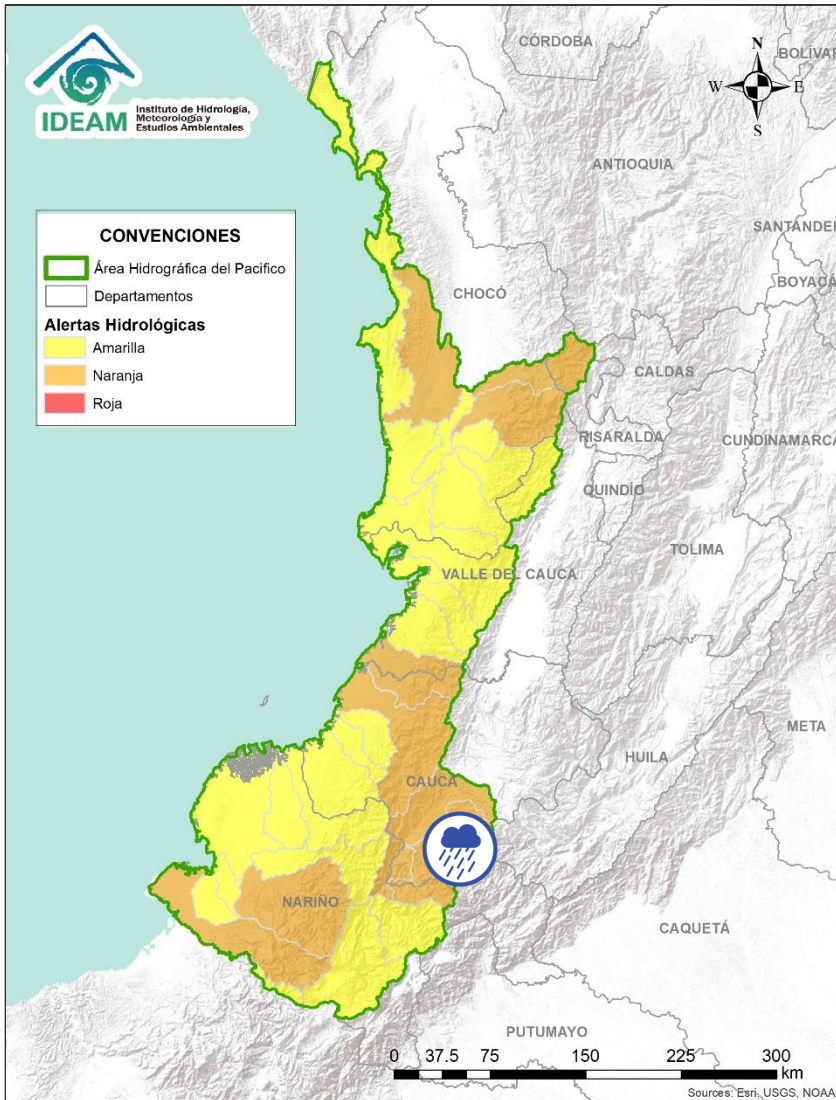 IDEAM
Instituto de Hidrología,
Meteorología y
Estudios Ambientales
CÓRDOBA
BOLÍVAR
N
W
E
S
ANTIOQUIA
SANTANDER
BOYACÁ
CONVENCIONES
Área Hidrográfica del Pacifico
Departamentos
Alertas Hidrológicas
Amarilla
Naranja
Roja
CHOCÓ
CALDAS
RISARALDA
CUNDINAMARCA
QUINDÍO
TOLIMA
VALLE DEL CAUCA
META
HUILA
CAUCA
NARIÑO
CAQUETÁ
PUTUMAYO
0 37.5 75 150 225 300
km
Sources: Esri, USGS, NOAA